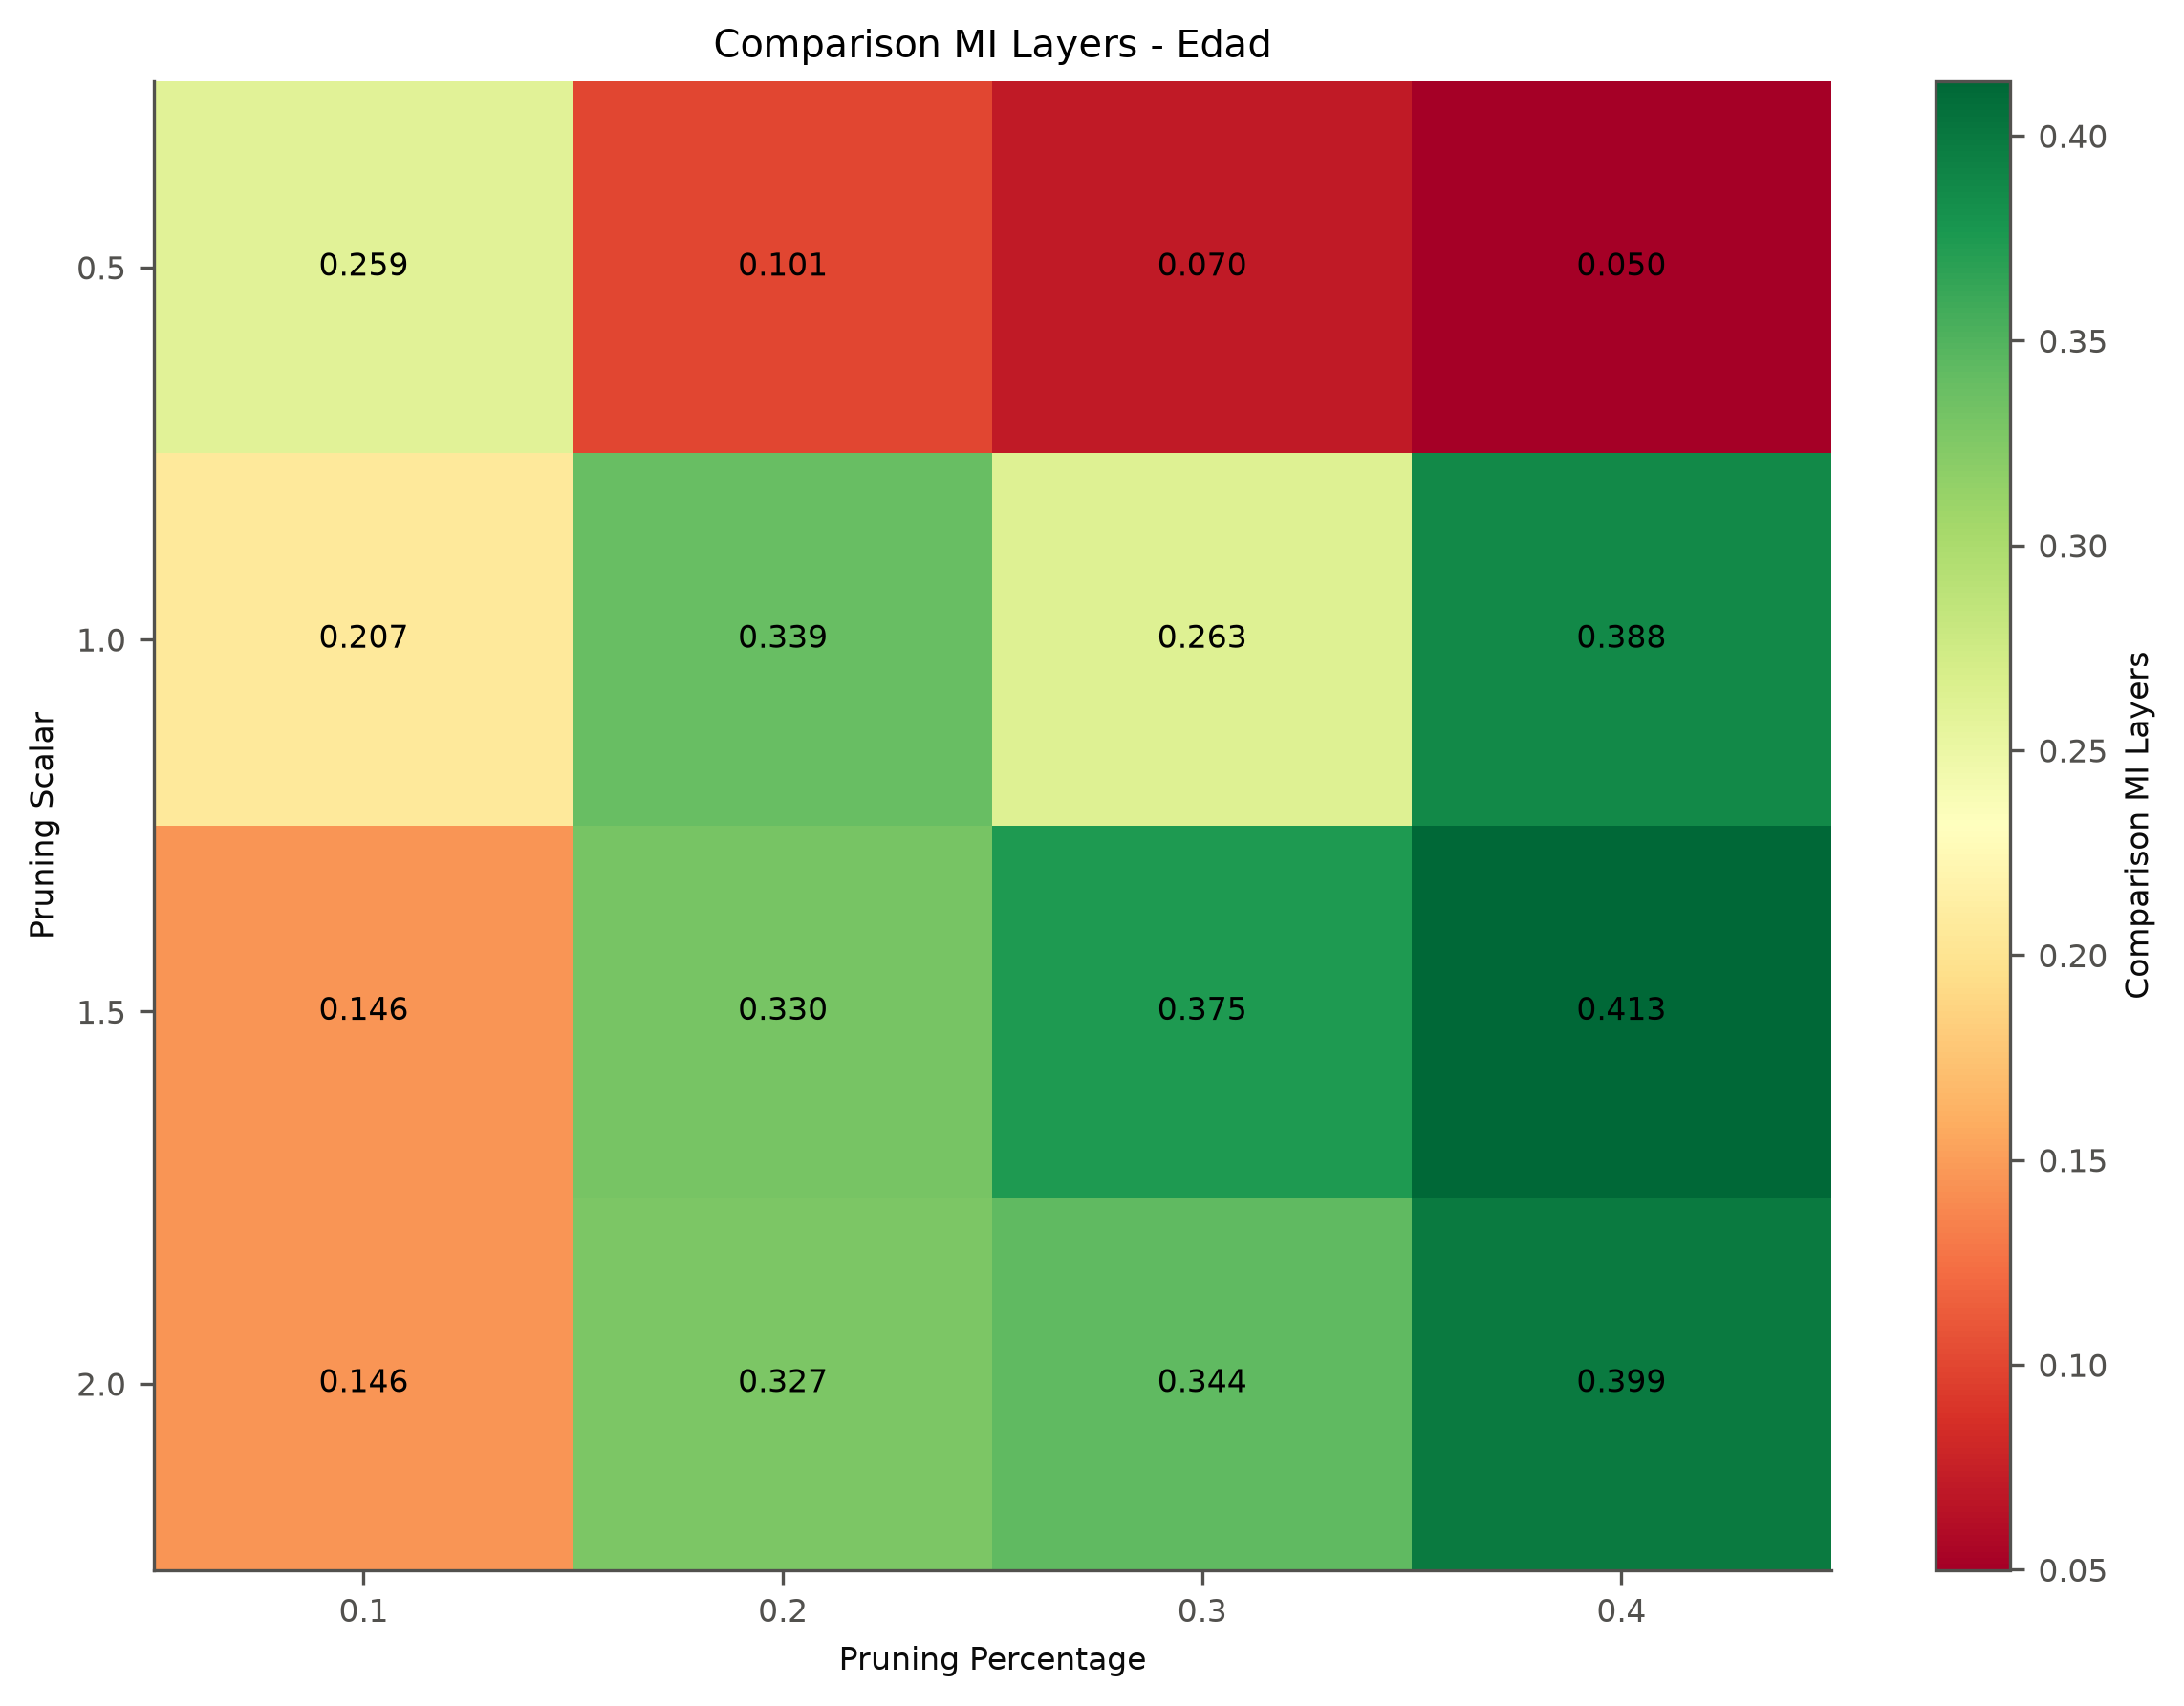 Comparison MI Layers - Edad
0.5 0.259 0.101 0.070 0.050
1.0 0.207 0.339 0.263 0.388
1.5 0.146 0.330 0.375 0.413
2.0 0.146 0.327 0.344 0.399
0.1 0.2 0.3 0.4
Pruning Percentage
Pruning Scalar
0.40
0.35
0.30
0.25
0.20
0.15
0.10
0.05
Comparison MI Layers